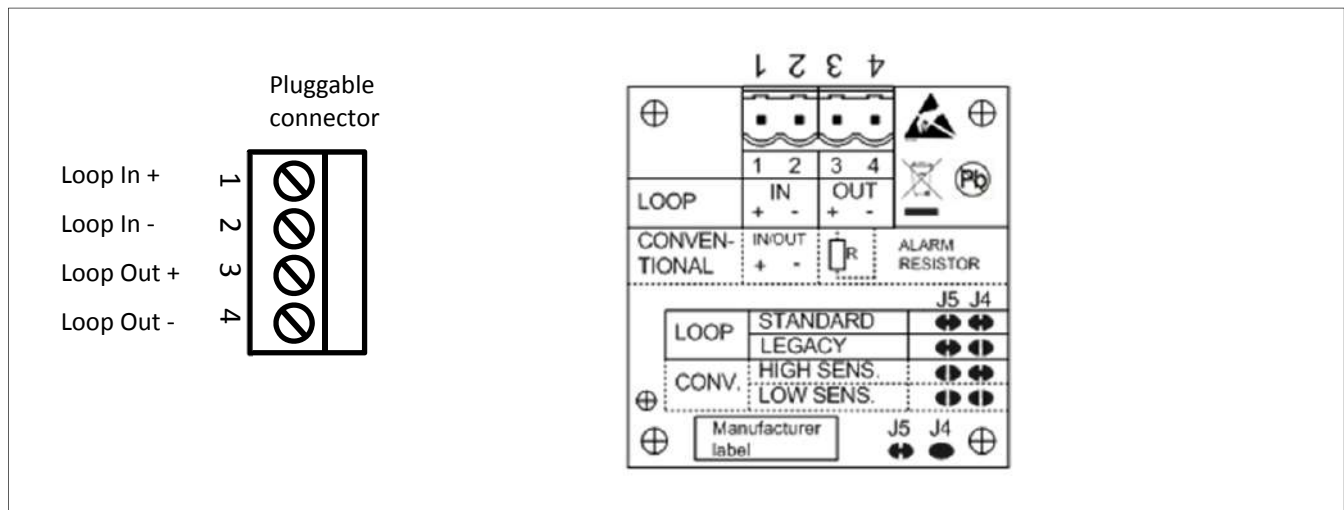 Pluggable
connector
Loop In + 1
Loop In - 2
Loop Out + 3
Loop Out - 4
1 2 3 4
1 2 3 4
LOOP IN OUT
+ - + -
Pb
CONVEN-
TIONAL
IN/OUT
+ -
R
ALARM
RESISTOR
J5 J4
LOOP
STANDARD
LEGACY
CONV.
HIGH SENS.
LOW SENS.
Manufacturer
label
J5 J4